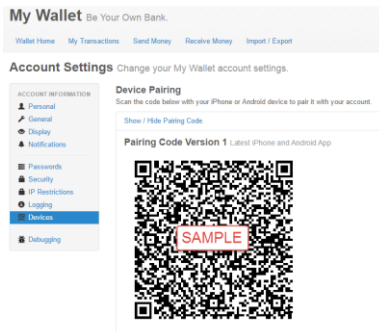 My Wallet Be Your Own Bank.
Wallet Home My Transactions Send Money Receive Money Import / Export
Account Settings Change your My Wallet account settings.
ACCOUNT INFORMATION
Personal
General
Display
Notifications
Passwords
Security
IP Restrictions
Logging
Devices
Debugging
Device Pairing
Scan the code below with your iPhone or Android device to pair it with your account.
Show / Hide Pairing Code.
Pairing Code Version 1 Latest iPhone and Android App
SAMPLE